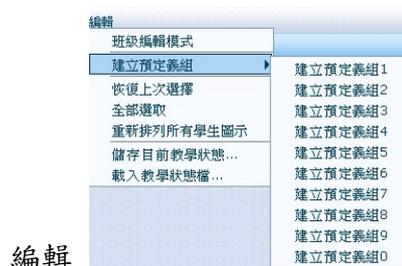 編輯
班級編輯模式
建立預定義組
恢復上次選擇
全部選取
重新排列所有學生圖示
儲存目前教學狀態...
載入教學狀態檔...
建立預定義組1
建立預定義組2
建立預定義組3
建立預定義組4
建立預定義組5
建立預定義組6
建立預定義組7
建立預定義組8
建立預定義組9
建立預定義組0
編輯